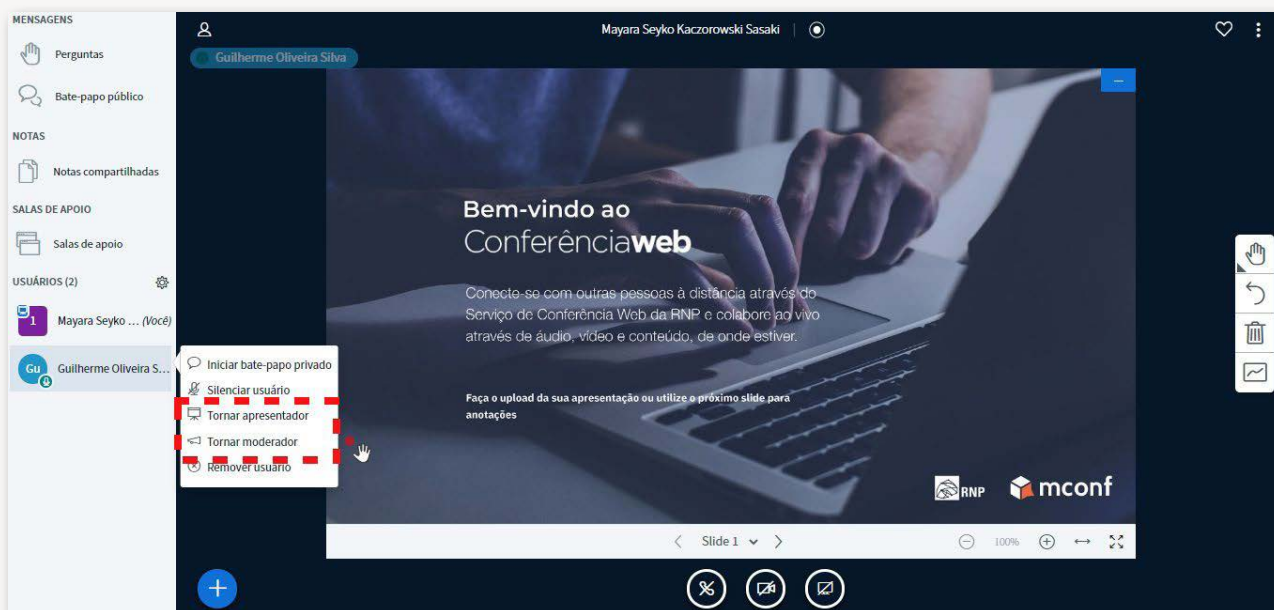 MENSAGENS
Perguntas
Bate-papo público
NOTAS
Notas compartilhadas
SALAS DE APOIO
Salas de apoio
USUÁRIOS (2)
1
Mayara Seyko ... (Você)
Gu
Guilherme Oliveira S...
Iniciar bate-papo privado
Silenciar usuário
Tornar apresentador
Tornar moderador
Remover usuário
Mayara Seyko Kaczorowski Sasaki
Guilherme Oliveira Silva
Bem-vindo ao
Conferênciaweb
Conecte-se com outras pessoas à distância através do
Serviço de Conferência Web da RNP e colabore ao vivo
através de áudio, vídeo e conteúdo, de onde estiver.
Faça o upload da sua apresentação ou utilize o próximo slide para
anotações
RNP
mconf
Slide 1
100%